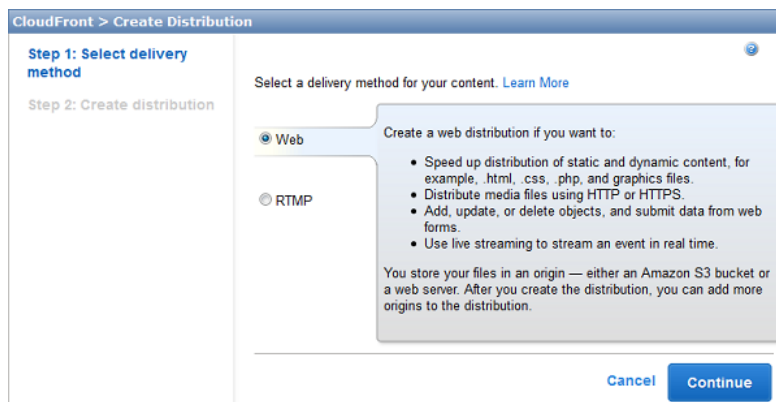 CloudFront > Create Distribution
Step 1: Select delivery
method
Step 2: Create distribution
Select a delivery method for your content. Learn More
Web
RTMP
Create a web distribution if you want to:
• Speed up distribution of static and dynamic content, for
example, .html, .css, .php, and graphics files.
• Distribute media files using HTTP or HTTPS.
• Add, update, or delete objects, and submit data from web
forms.
• Use live streaming to stream an event in real time.
You store your files in an origin — either an Amazon S3 bucket or
a web server. After you create the distribution, you can add more
origins to the distribution.
Cancel
Continue